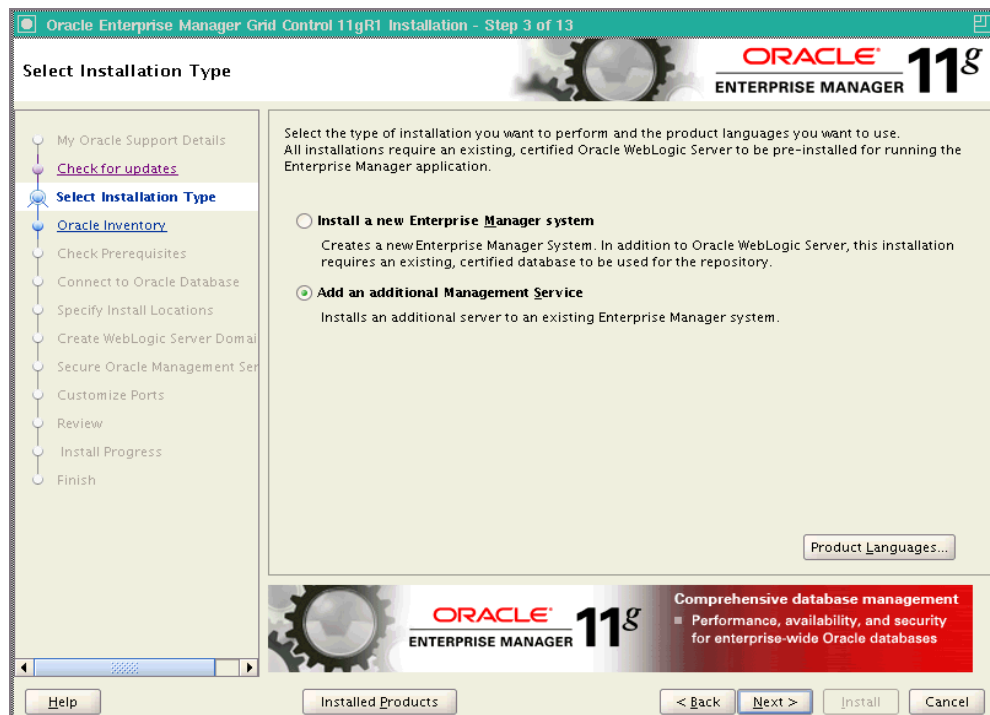 Oracle Enterprise Manager Grid Control 11gR1 Installation - Step 3 of 13
Select Installation Type
ORACLE
ENTERPRISE MANAGER 11g
My Oracle Support Details
Check for updates
Select Installation Type
Oracle Inventory
Check Prerequisites
Connect to Oracle Database
Specify Install Locations
Create WebLogic Server Domai
Secure Oracle Management Ser
Customize Ports
Review
Install Progress
Finish
Select the type of installation you want to perform and the product languages you want to use.
All installations require an existing, certified Oracle WebLogic Server to be pre-installed for running the
Enterprise Manager application.
Install a new Enterprise Manager system
Creates a new Enterprise Manager System. In addition to Oracle WebLogic Server, this installation
requires an existing, certified database to be used for the repository.
Add an additional Management Service
Installs an additional server to an existing Enterprise Manager system.
Product Languages...
ORACLE
ENTERPRISE MANAGER 11g
Comprehensive database management
Performance, availability, and security
for enterprise-wide Oracle databases
Help
Installed Products
< Back
Next >
Install
Cancel